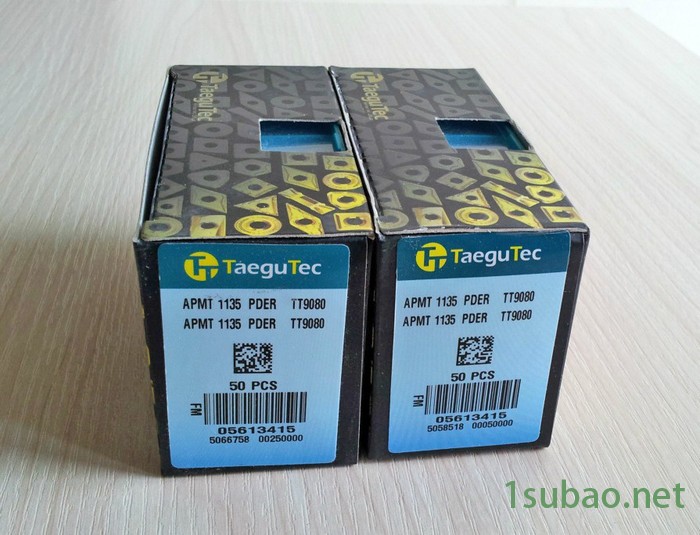 TaeguTec
TaeguTec
TaeguTec
APMT 1135 PDER TT9080
APMT 1135 PDER TT9080
50 PCS
FM
05613415
5066758 00250000
TaeguTec
APMT 1135 PDER TT9080
APMT 1135 PDER TT9080
50 PCS
FM
05613415
5058518 00050000
1subao.net